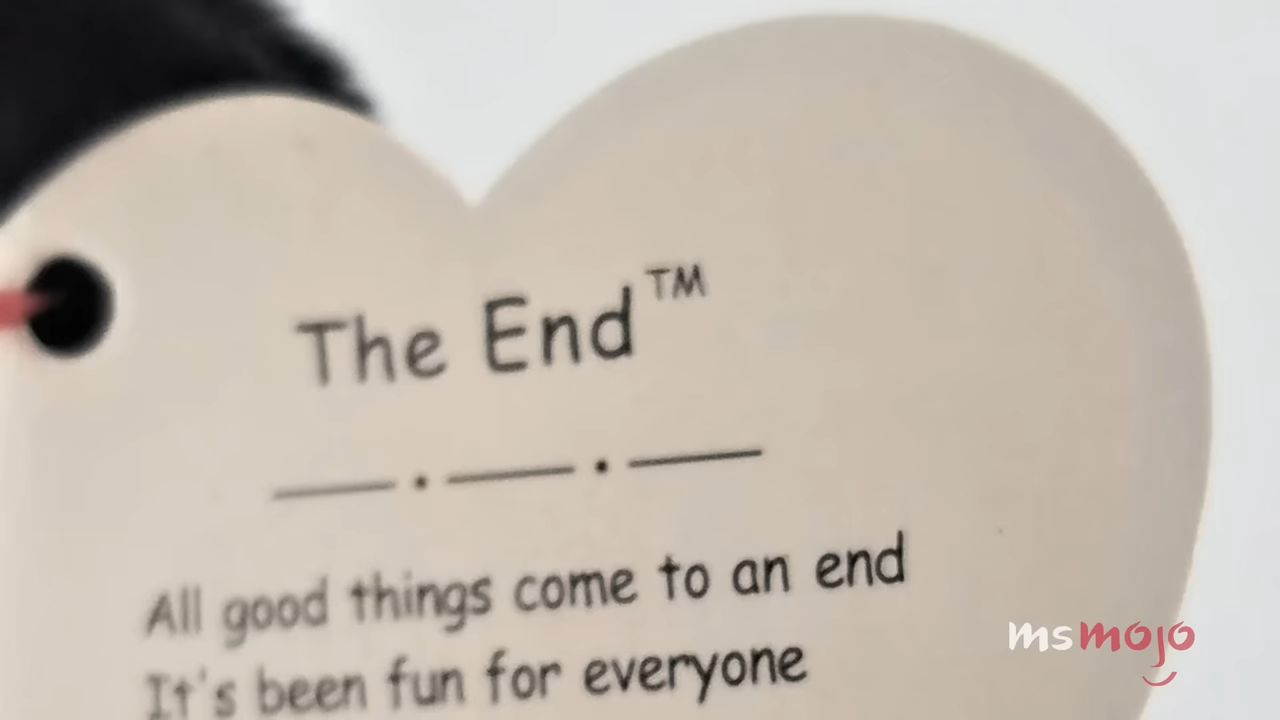 The End™
All good things come to an end
It's been fun for everyone
msmojo